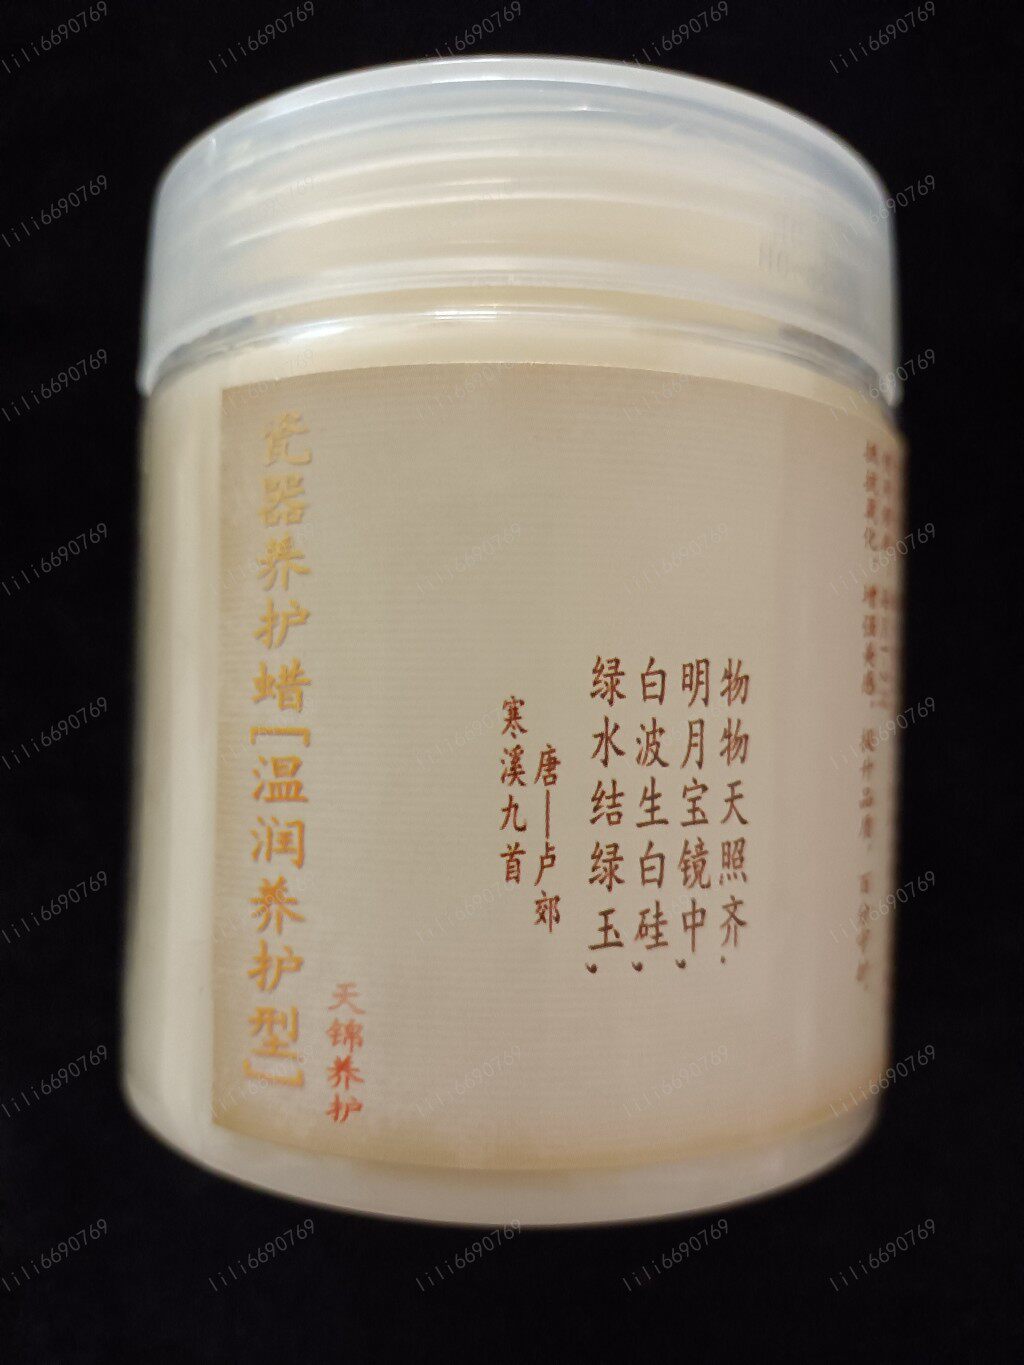 瓷器养护蜡[温润养护型]
天锦养护
物物天照齐，
明月宝镜中，
白波生白硅，
绿水结绿玉，
唐—卢郊
寒溪九首
lili6690769